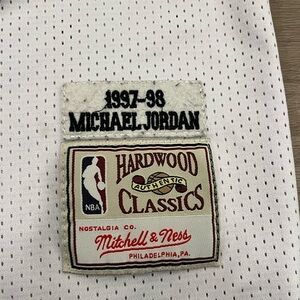 1997-98
MICHAEL JORDAN
HARDWOOD
AUTHENTIC
CLASSICS
NBA
NOSTALGIA CO.
Mitchell & Ness
PHILADELPHIA, PA.